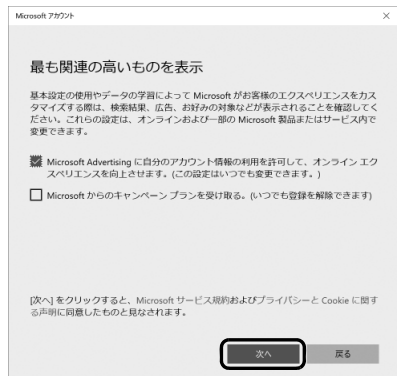 Microsoft アカウント
最も関連の高いものを表示
基本設定の使用やデータの学習によって Microsoft がお客様のエクスペリエンスをカス
タマイズする際は、検索結果、広告、お好みの対象などが表示されることを確認してく
ださい。これらの設定は、オンラインおよび一部の Microsoft 製品またはサービス内で
変更できます。
Microsoft Advertising に自分のアカウント情報の利用を許可して、オンライン エク
スペリエンスを向上させます。(この設定はいつでも変更できます。)
Microsoft からのキャンペーン プランを受け取る。(いつでも登録を解除できます)
[次へ] をクリックすると、Microsoft サービス規約およびプライバシーと Cookie に関す
る声明に同意したものと見なされます。
次へ
戻る